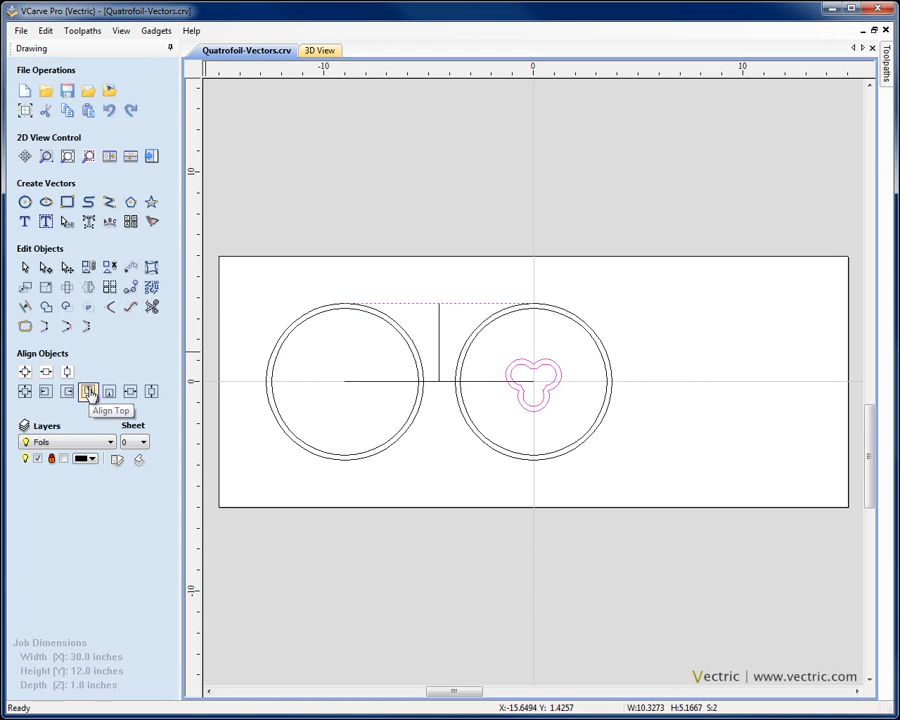 VCarve Pro {Vectric} - [Quatrofoil-Vectors.crv]
File Edit Toolpaths View Gadgets Help
Drawing
Quatrofoil-Vectors.crv 3D View
Toolpaths
File Operations
2D View Control
Create Vectors
Edit Objects
Align Objects
Align Top
Layers Sheet
Foils 0
-10 0 10
10
0
-10
Job Dimensions
Width (X): 30.0 inches
Height (Y): 12.0 inches
Depth (Z): 1.0 inches
Vectric | www.vectric.com
Ready X:-15.6494 Y: 1.4257 W:10.3273 H:5.1667 S:2